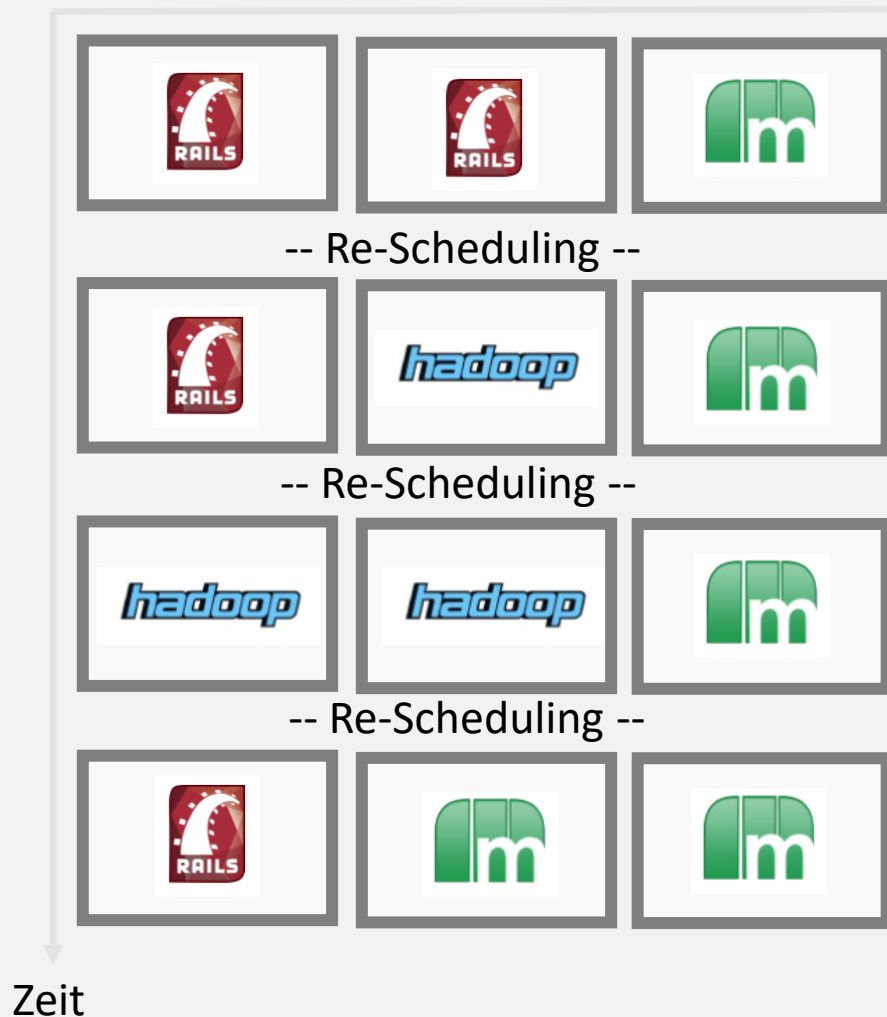 RAILS RAILS m
-- Re-Scheduling --
RAILS hadoop m
-- Re-Scheduling --
hadoop hadoop m
-- Re-Scheduling --
RAILS m m
Zeit